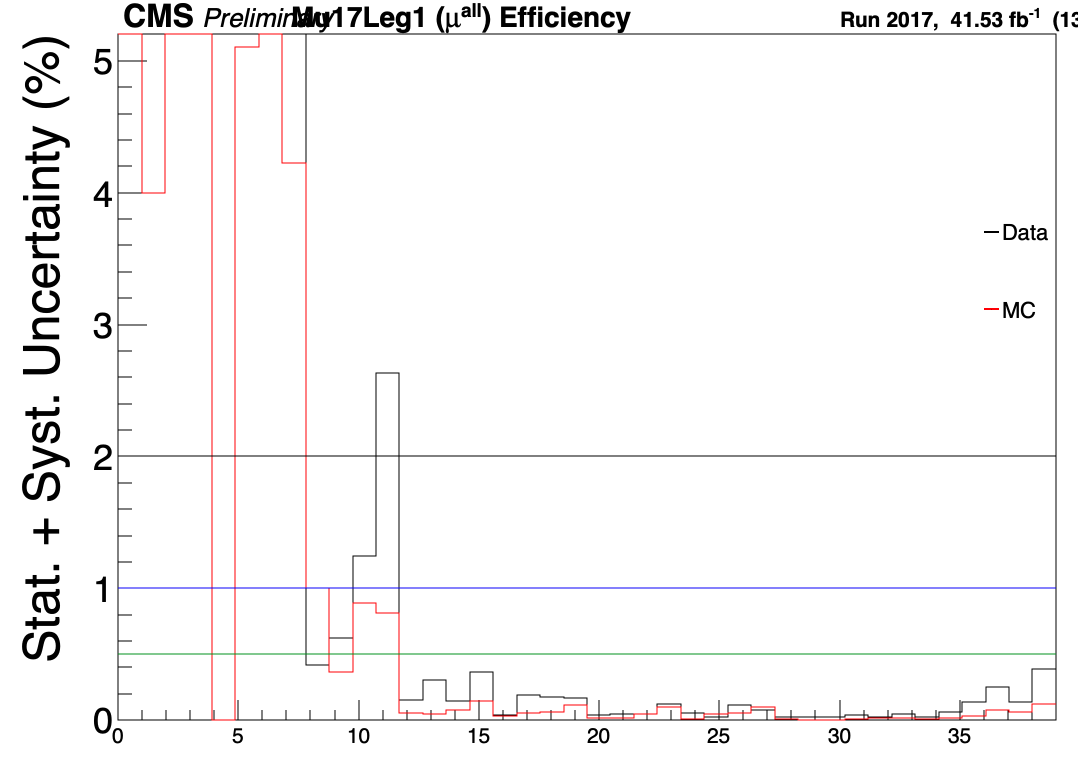 CMS Preliminary Mu17Leg1 (μall) Efficiency Run 2017, 41.53 fb-1 (13
Stat. + Syst. Uncertainty (%)
5
4
3
2
1
0
Data
MC
0 5 10 15 20 25 30 35